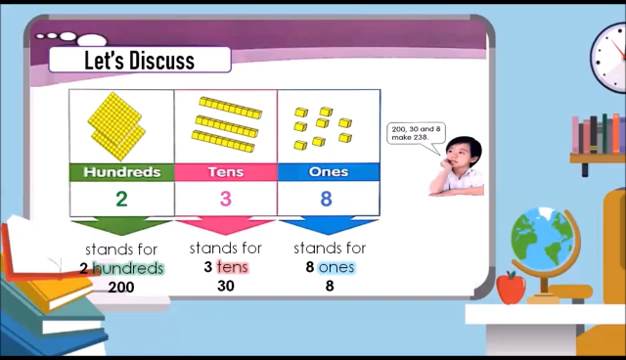 Let's Discuss
200, 30 and 8
make 238.
Hundreds Tens Ones
2 3 8
stands for stands for stands for
2 hundreds 3 tens 8 ones
200 30 8